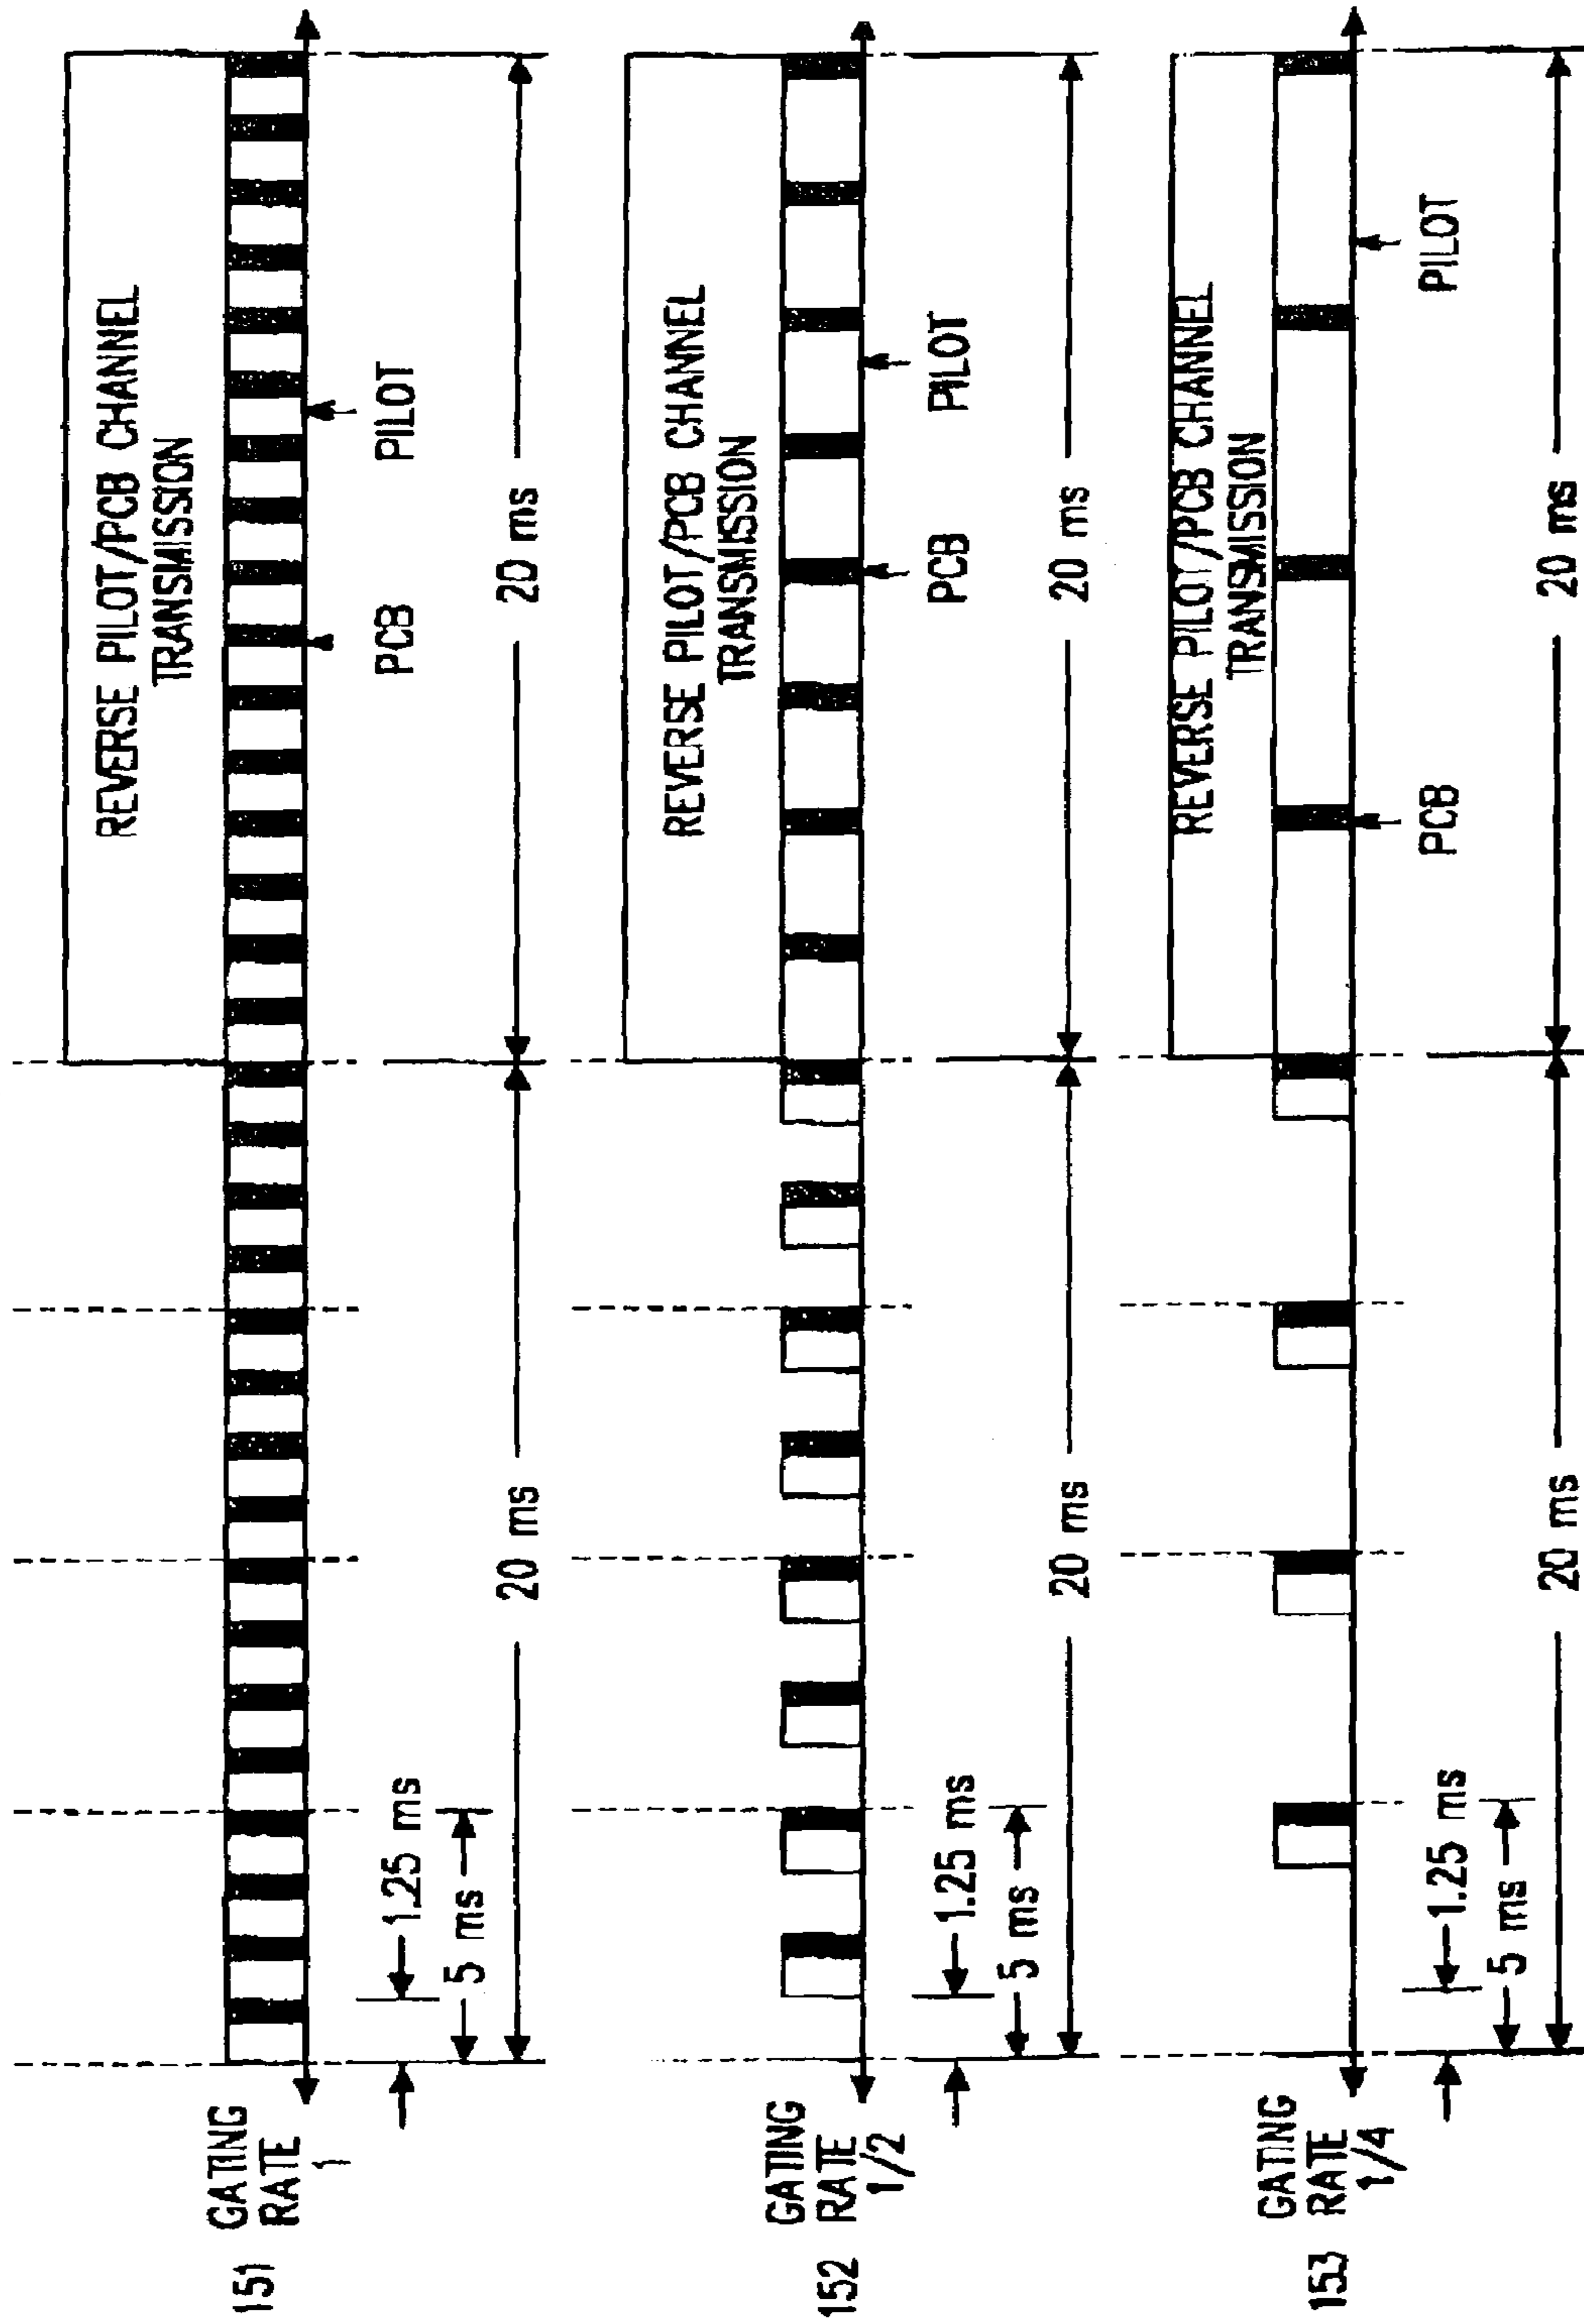 151 GATING
RATE
1
1.25 ms
5 ms
20 ms
20 ms
REVERSE PILOT/PCB CHANNEL
TRANSMISSION
PCB
PILOT
152 GATING
RATE
1/2
1.25 ms
5 ms
20 ms
20 ms
REVERSE PILOT/PCB CHANNEL
TRANSMISSION
PCB
PILOT
153 GATING
RATE
1/4
1.25 ms
5 ms
20 ms
20 ms
REVERSE PILOT/PCB CHANNEL
TRANSMISSION
PCB
PILOT